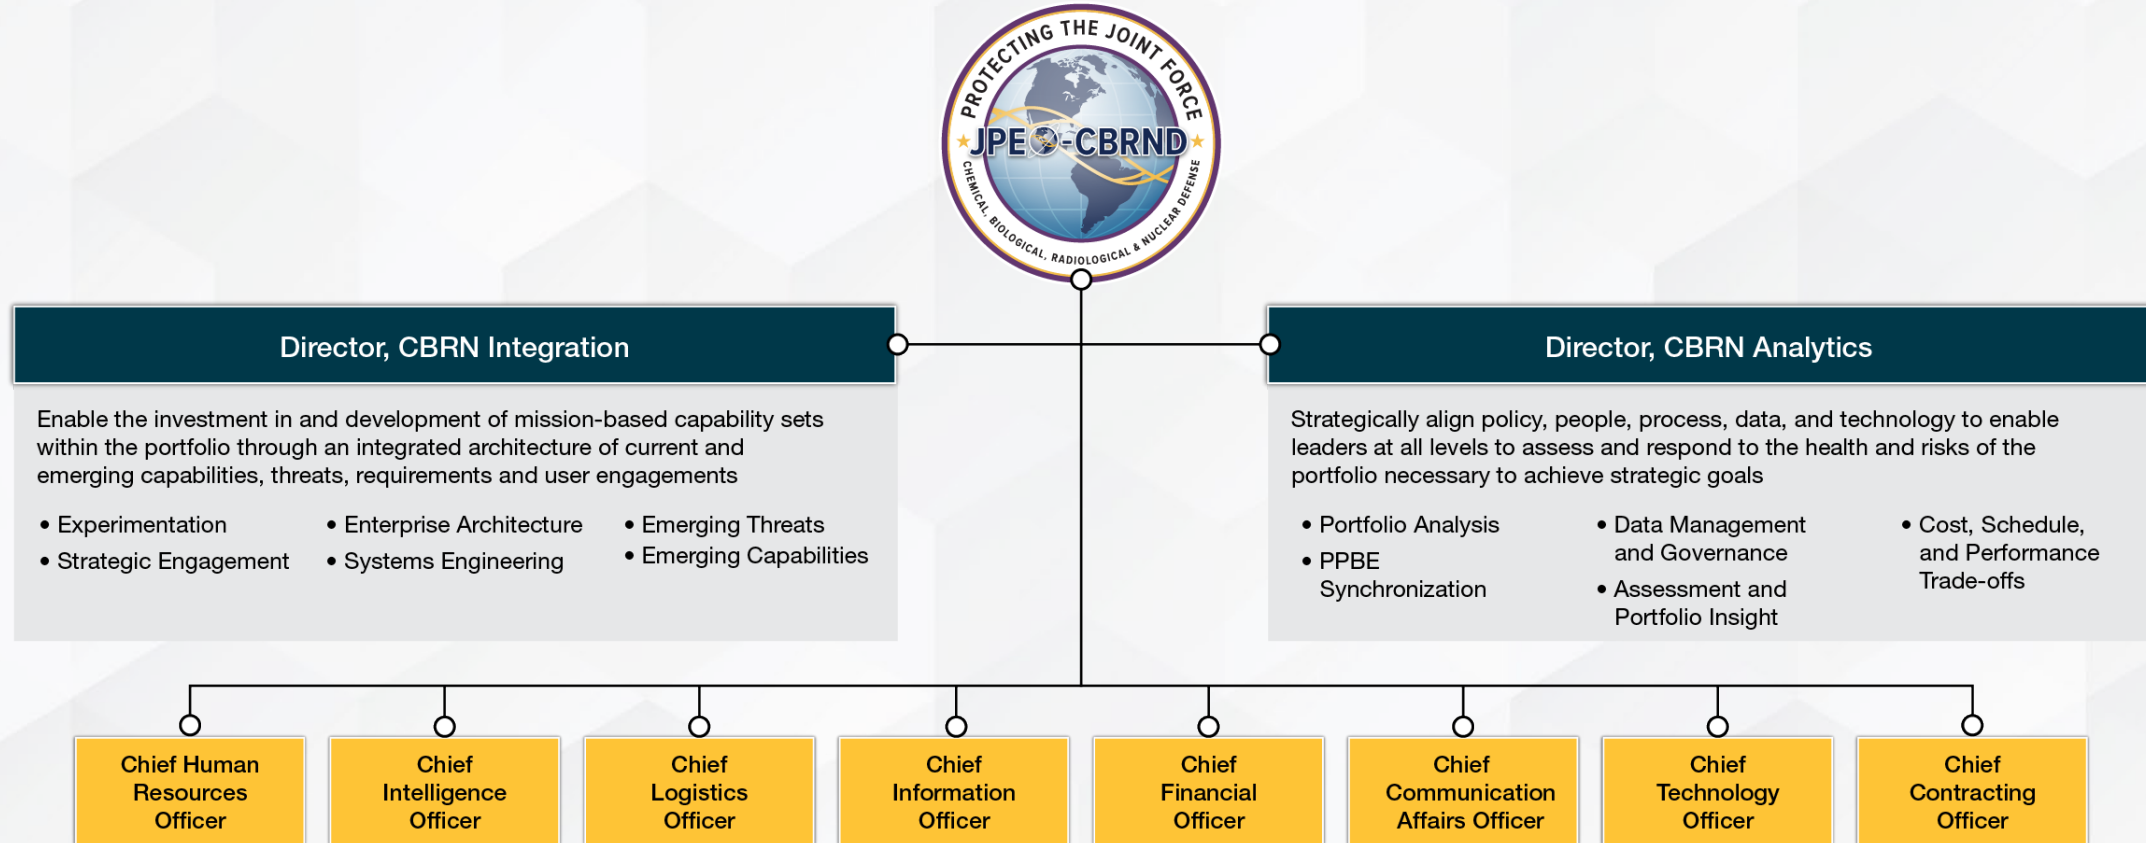 PROTECTING THE JOINT FORCE
JPEO-CBRND
CHEMICAL, BIOLOGICAL, RADIOLOGICAL & NUCLEAR DEFENSE
Director, CBRN Integration
Enable the investment in and development of mission-based capability sets
within the portfolio through an integrated architecture of current and
emerging capabilities, threats, requirements and user engagements
• Experimentation
• Strategic Engagement
• Enterprise Architecture
• Systems Engineering
• Emerging Threats
• Emerging Capabilities
Director, CBRN Analytics
Strategically align policy, people, process, data, and technology to enable
leaders at all levels to assess and respond to the health and risks of the
portfolio necessary to achieve strategic goals
• Portfolio Analysis
• PPBE
Synchronization
• Data Management
and Governance
• Assessment and
Portfolio Insight
• Cost, Schedule,
and Performance
Trade-offs
Chief Human
Resources
Officer
Chief
Intelligence
Officer
Chief
Logistics
Officer
Chief
Information
Officer
Chief
Financial
Officer
Chief
Communication
Affairs Officer
Chief
Technology
Officer
Chief
Contracting
Officer